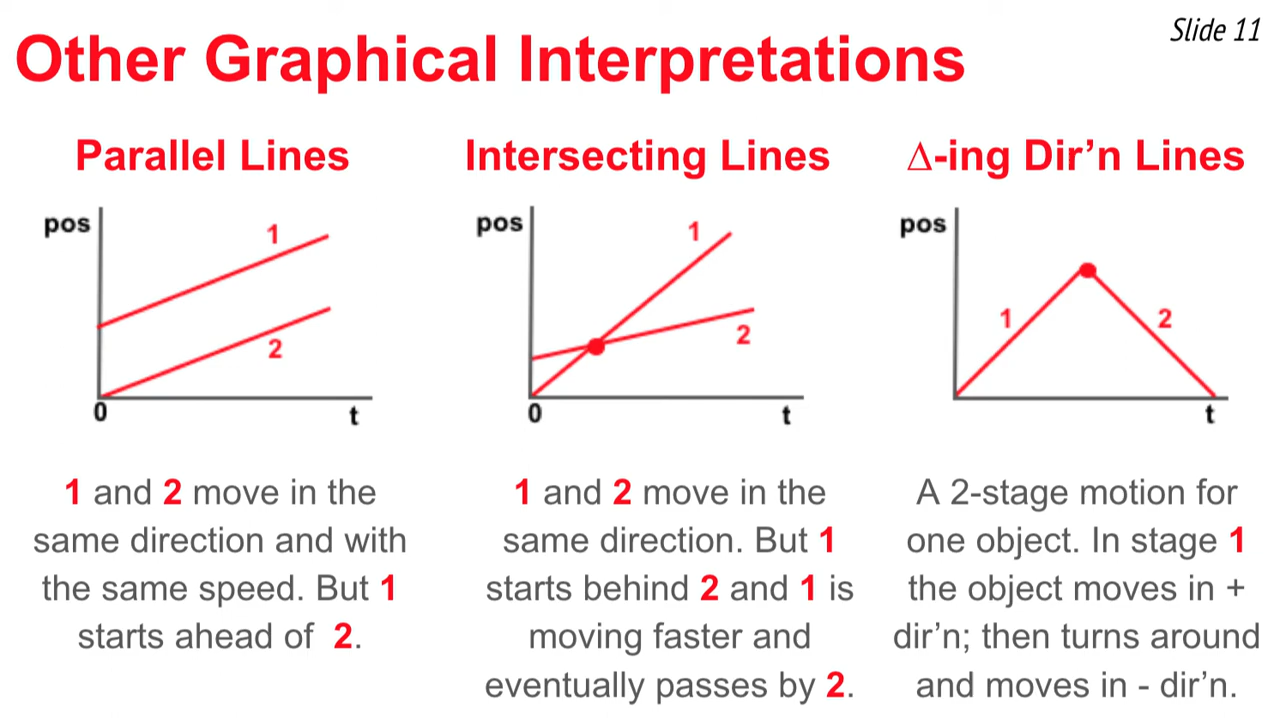 Slide 11
Other Graphical Interpretations
Parallel Lines
pos
1
2
0
t
1 and 2 move in the
same direction and with
the same speed. But 1
starts ahead of 2.
Intersecting Lines
pos
1
2
0
t
1 and 2 move in the
same direction. But 1
starts behind 2 and 1 is
moving faster and
eventually passes by 2.
Δ-ing Dir’n Lines
pos
1
2
t
A 2-stage motion for
one object. In stage 1
the object moves in +
dir’n; then turns around
and moves in - dir’n.